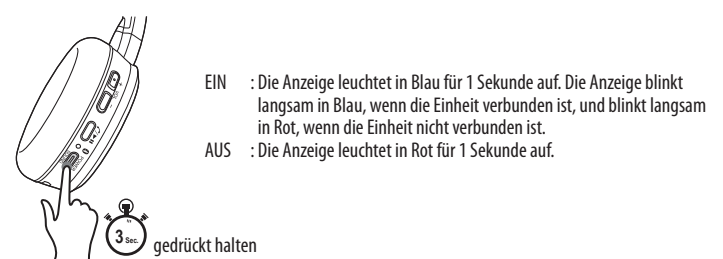 EIN : Die Anzeige leuchtet in Blau für 1 Sekunde auf. Die Anzeige blinkt
langsam in Blau, wenn die Einheit verbunden ist, und blinkt langsam
in Rot, wenn die Einheit nicht verbunden ist.
AUS : Die Anzeige leuchtet in Rot für 1 Sekunde auf.
3 Sec.
gedrückt halten